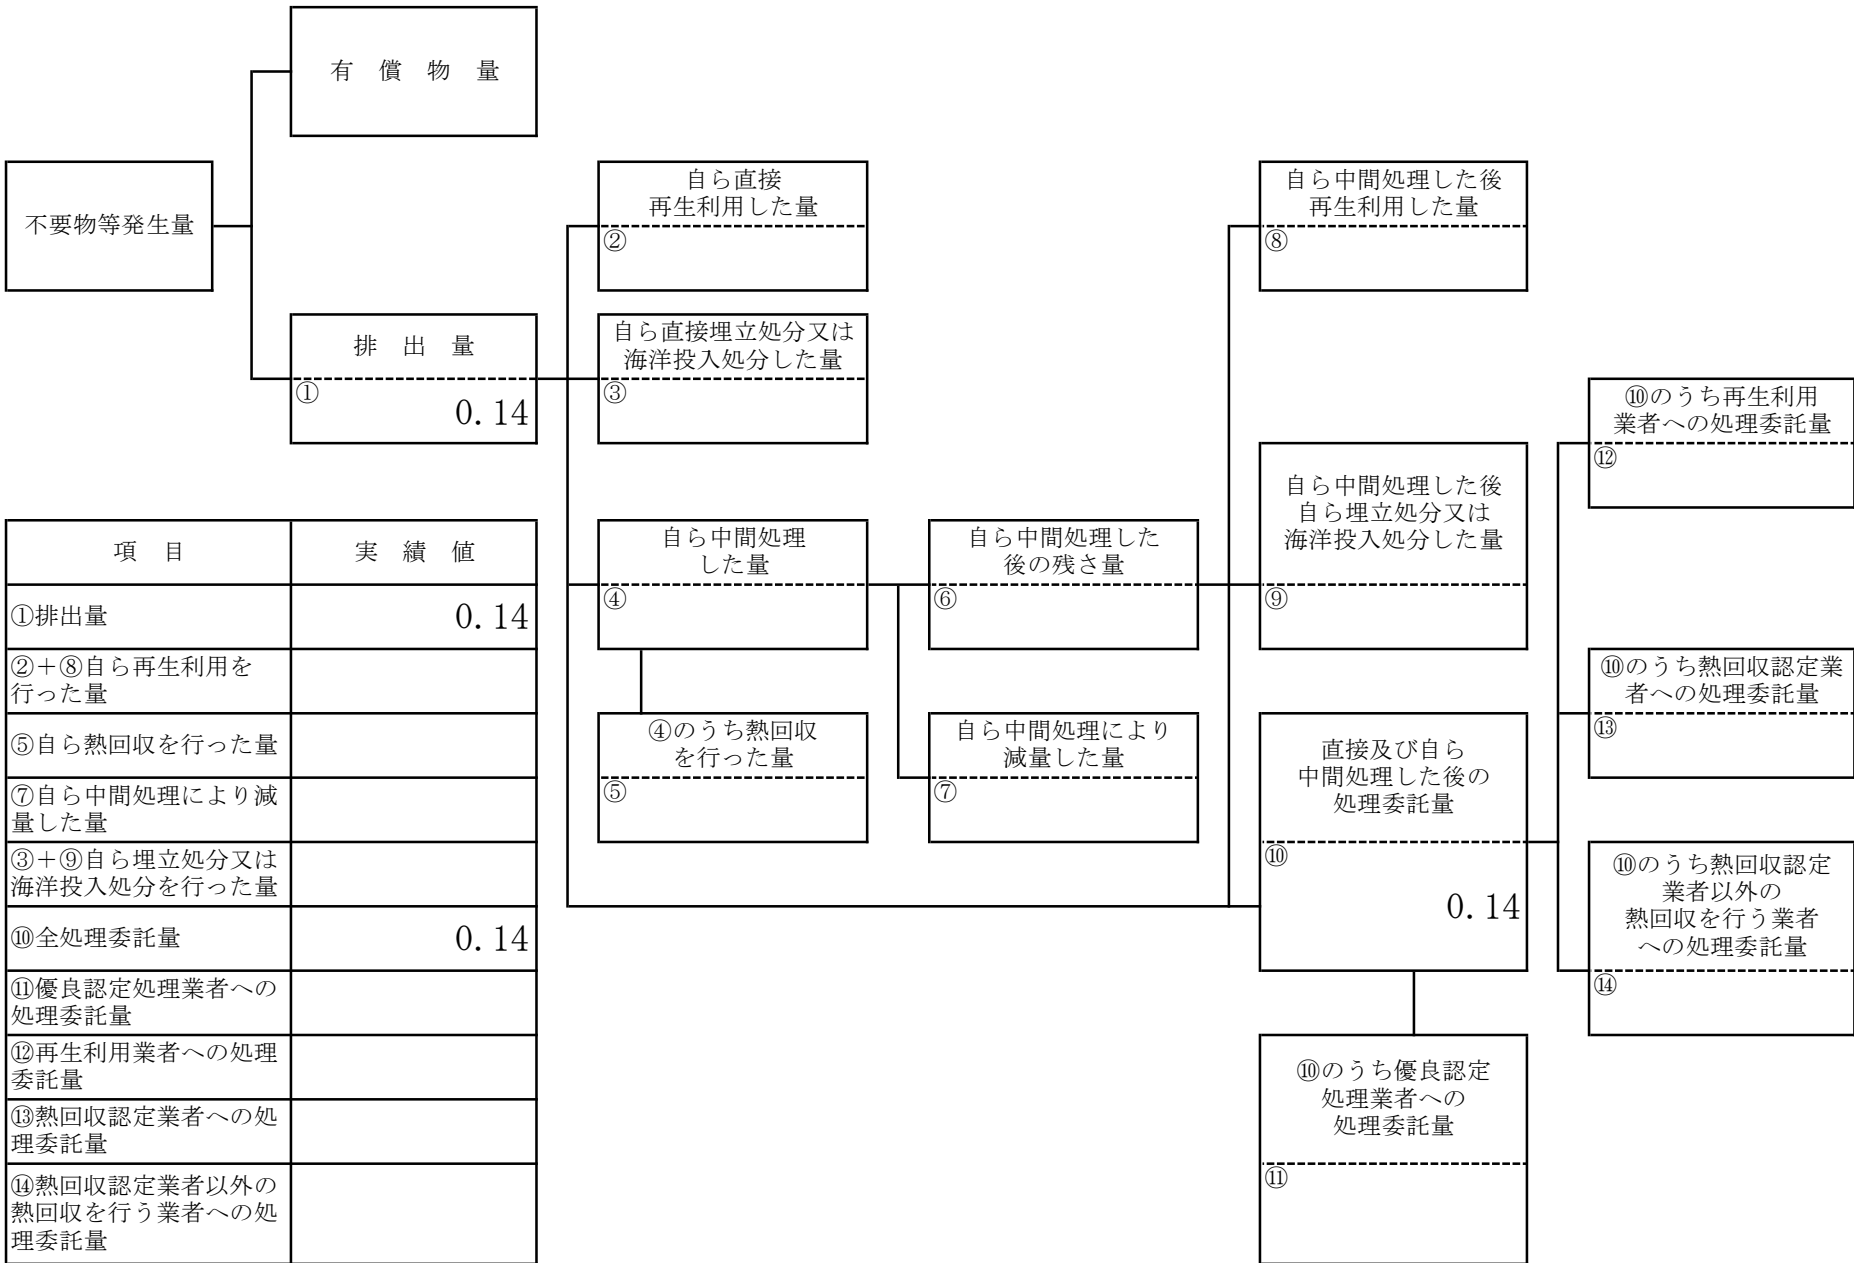 有 償 物 量
不要物等発生量
排 出 量
①
0.14
自ら直接
再生利用した量
②
自ら直接埋立処分又は
海洋投入処分した量
③
自ら中間処理
した量
④
④のうち熱回収
を行った量
⑤
自ら中間処理した
後の残さ量
⑥
自ら中間処理により
減量した量
⑦
自ら中間処理した後
再生利用した量
⑧
自ら中間処理した後
自ら埋立処分又は
海洋投入処分した量
⑨
直接及び自ら
中間処理した後の
処理委託量
⑩
0.14
⑩のうち優良認定
処理業者への
処理委託量
⑪
⑩のうち再生利用
業者への処理委託量
⑫
⑩のうち熱回収認定業
者への処理委託量
⑬
⑩のうち熱回収認定
業者以外の
熱回収を行う業者
への処理委託量
⑭
項 目 実 績 値
①排出量 0.14
②+⑧自ら再生利用を
行った量
⑤自ら熱回収を行った量
⑦自ら中間処理により減
量した量
③+⑨自ら埋立処分又は
海洋投入処分を行った量
⑩全処理委託量 0.14
⑪優良認定処理業者への
処理委託量
⑫再生利用業者への処理
委託量
⑬熱回収認定業者への処
理委託量
⑭熱回収認定業者以外の
熱回収を行う業者への処
理委託量